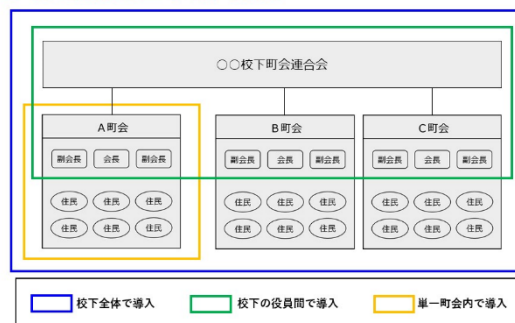 〇〇校下町会連合会
A町会 B町会 C町会
副会長 会長 副会長 副会長 会長 副会長 副会長 会長 副会長
住民 住民 住民 住民 住民 住民 住民 住民 住民
住民 住民 住民 住民 住民 住民 住民 住民 住民
校下全体で導入 校下の役員間で導入 単一町会内で導入